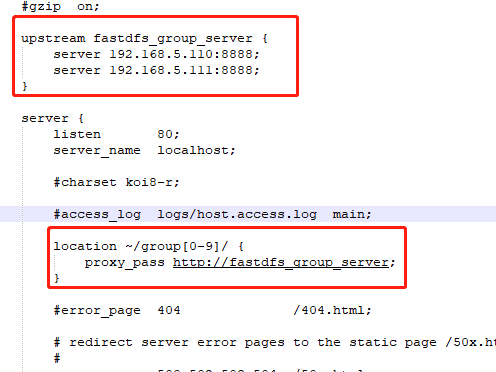 #gzip  on;
upstream fastdfs_group_server {
    server 192.168.5.110:8888;
    server 192.168.5.111:8888;
}
server {
    listen       80;
    server_name  localhost;
    #charset koi8-r;
    #access_log  logs/host.access.log  main;
    location ~/group[0-9]/ {
        proxy_pass http://fastdfs_group_server;
    }
    #error_page  404              /404.html;
    # redirect server error pages to the static page /50x.ht
    #